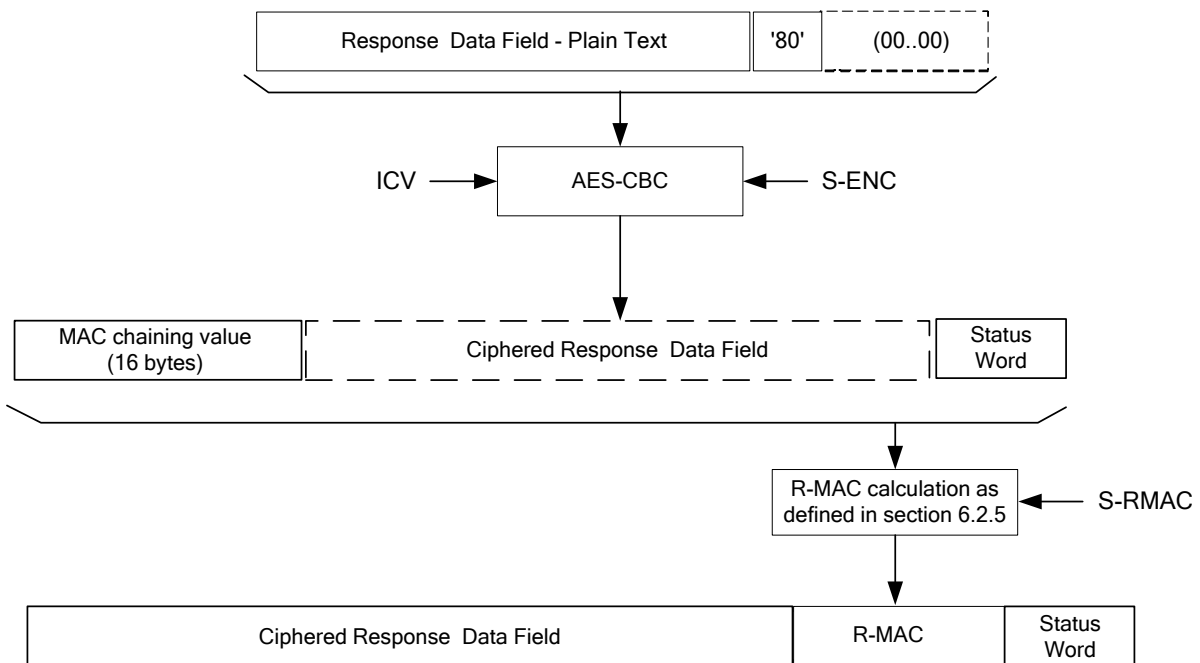 Response Data Field - Plain Text
'80'
(00..00)
ICV
AES-CBC
S-ENC
MAC chaining value
(16 bytes)
Ciphered Response Data Field
Status
Word
R-MAC calculation as
defined in section 6.2.5
S-RMAC
Ciphered Response Data Field
R-MAC
Status
Word